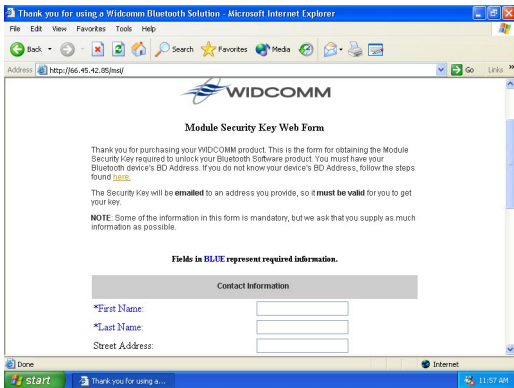 Thank you for using a Widcomm Bluetooth Solution - Microsoft Internet Explorer
File Edit View Favorites Tools Help
Back Search Favorites Media
Address http://66.45.42.85/msi/ Go Links »
WIDCOMM
Module Security Key Web Form
Thank you for purchasing your WIDCOMM product. This is the form for obtaining the Module
Security Key required to unlock your Bluetooth Software product. You must have your
Bluetooth device's BD Address. If you do not know your device's BD Address, follow the steps
found here.
The Security Key will be emailed to an address you provide, so it must be valid for you to get
your key.
NOTE: Some of the information in this form is mandatory, but we ask that you supply as much
information as possible.
Fields in BLUE represent required information.
Contact Information
*First Name:
*Last Name:
Street Address:
Done Internet
start Thank you for using a... 11:57 AM